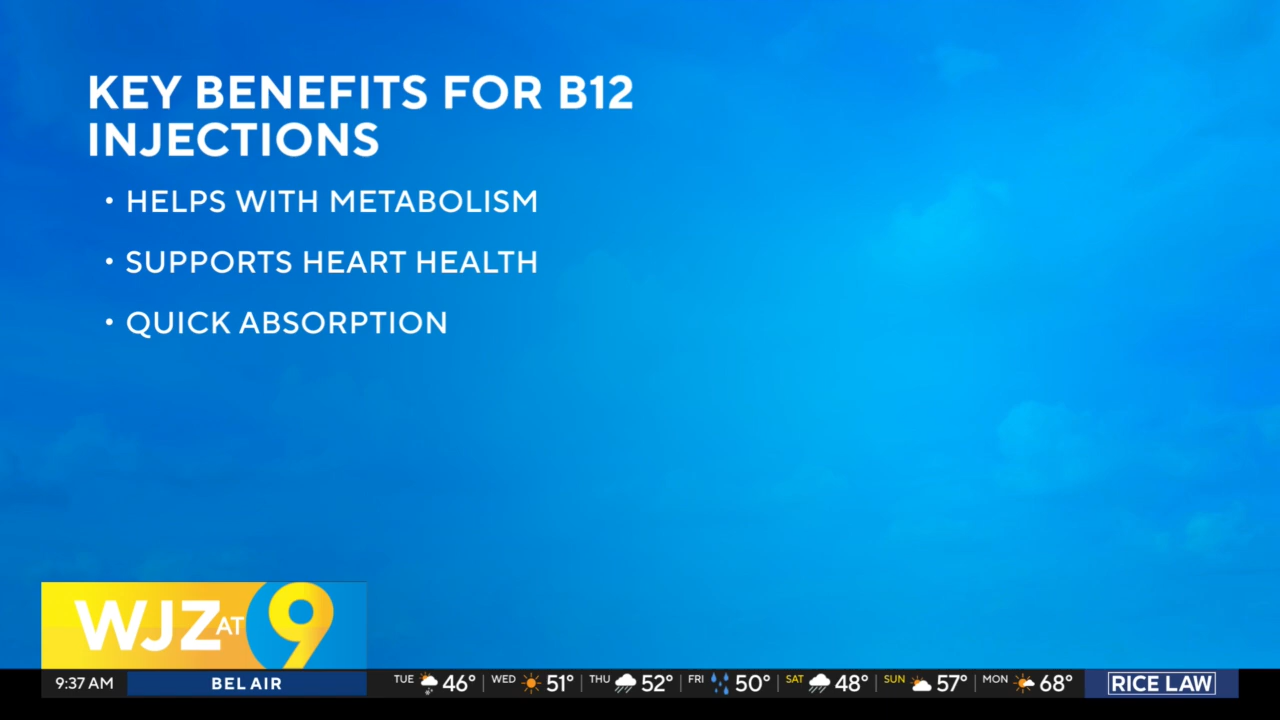 KEY BENEFITS FOR B12
INJECTIONS
• HELPS WITH METABOLISM
• SUPPORTS HEART HEALTH
• QUICK ABSORPTION
WJZ AT 9
9:37 AM BEL AIR TUE 46° WED 51° THU 52° FRI 50° SAT 48° SUN 57° MON 68° RICE LAW